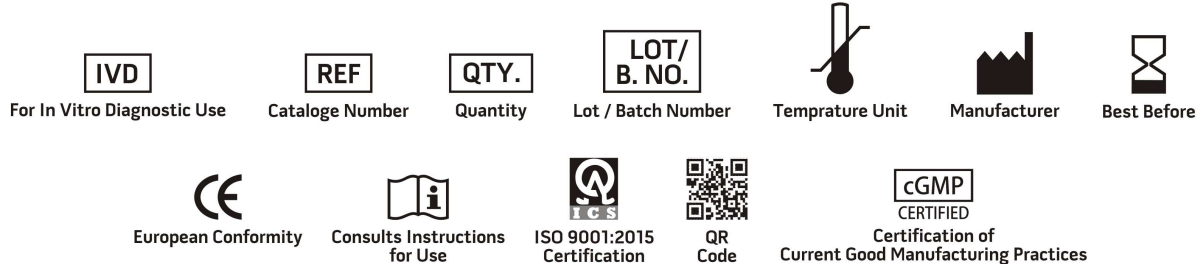 IVD
For In Vitro Diagnostic Use
REF
Cataloge Number
QTY.
Quantity
LOT/
B. NO.
Lot / Batch Number
Temprature Unit
Manufacturer
Best Before
CE
European Conformity
i
Consults Instructions
for Use
ICS
ISO 9001:2015
Certification
QR
Code
cGMP
CERTIFIED
Certification of
Current Good Manufacturing Practices